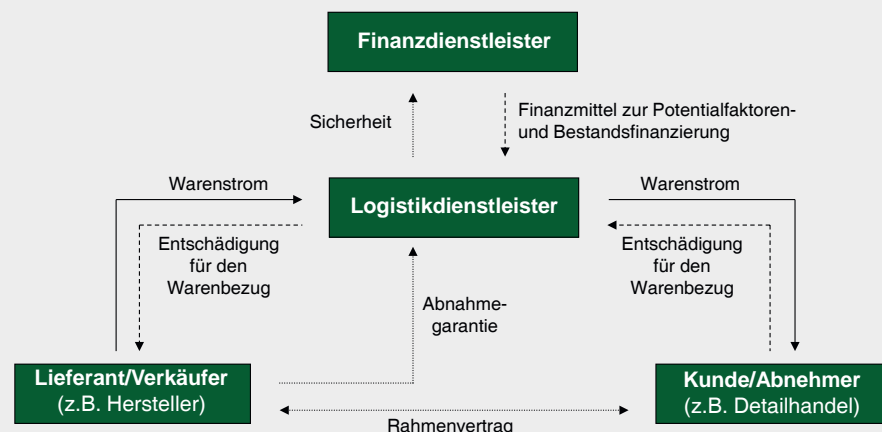 Finanzdienstleister
Sicherheit
Finanzmittel zur Potentialfaktoren-
und Bestandsfinanzierung
Warenstrom
Logistikdienstleister
Warenstrom
Entschädigung
für den
Warenbezug
Entschädigung
für den
Warenbezug
Abnahme-
garantie
Lieferant/Verkäufer
(z.B. Hersteller)
Kunde/Abnehmer
(z.B. Detailhandel)
Rahmenvertrag